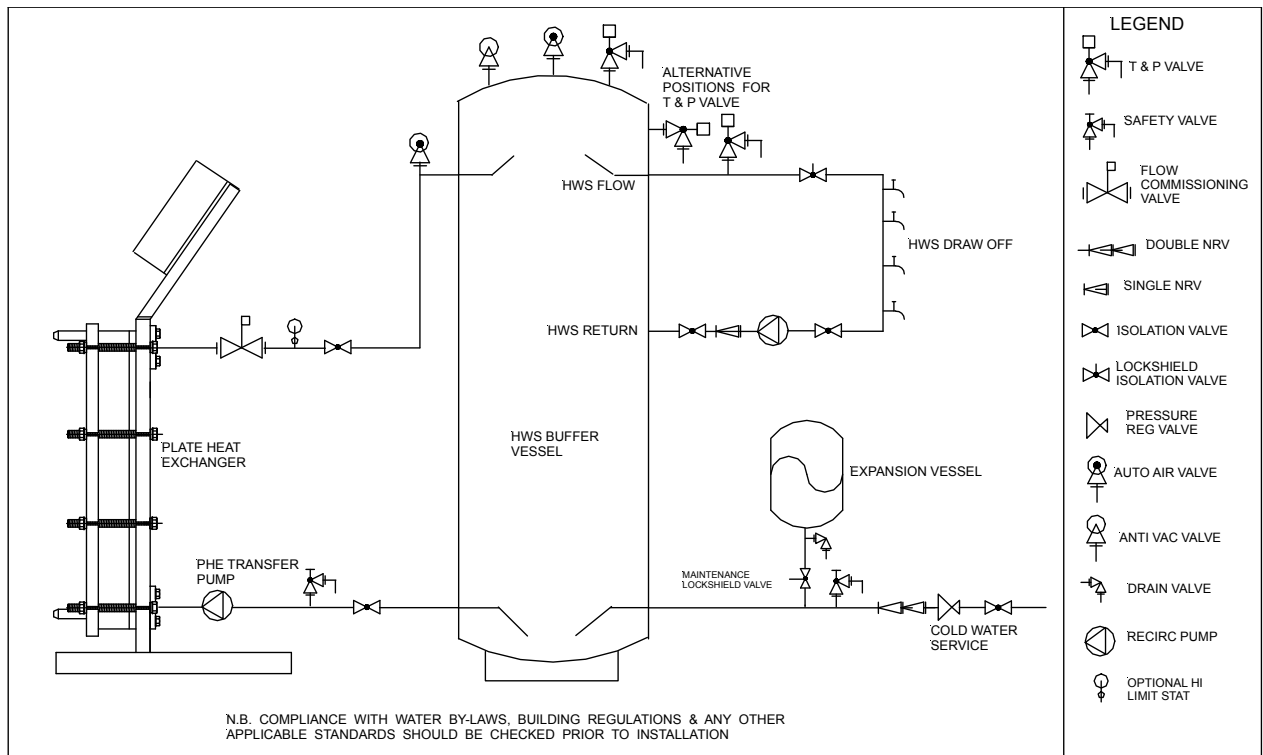 ALTERNATIVE
POSITIONS FOR
T & P VALVE
HWS FLOW
HWS DRAW OFF
HWS RETURN
PLATE HEAT
EXCHANGER
HWS BUFFER
VESSEL
EXPANSION VESSEL
PHE TRANSFER
PUMP
MAINTENANCE
LOCKSHIELD VALVE
COLD WATER
SERVICE
N.B. COMPLIANCE WITH WATER BY-LAWS, BUILDING REGULATIONS & ANY OTHER
APPLICABLE STANDARDS SHOULD BE CHECKED PRIOR TO INSTALLATION
LEGEND
T & P VALVE
SAFETY VALVE
FLOW
COMMISSIONING
VALVE
DOUBLE NRV
SINGLE NRV
ISOLATION VALVE
LOCKSHIELD
ISOLATION VALVE
PRESSURE
REG VALVE
AUTO AIR VALVE
ANTI VAC VALVE
DRAIN VALVE
RECIRC PUMP
OPTIONAL HI
LIMIT STAT